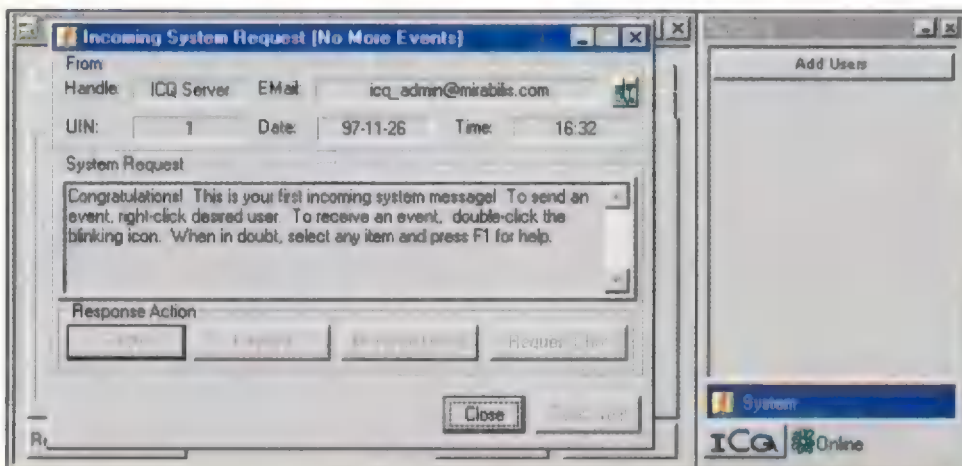 Incoming System Request (No More Events)
From
Handle: ICQ Server EMail: icq_admin@mirabilis.com
UIN: 1 Date: 97-11-26 Time: 16:32
System Request
Congratulations! This is your first incoming system message! To send an
event, right-click desired user. To receive an event, double-click the
blinking icon. When in doubt, select any item and press F1 for help.
Response Action
Close
Add Users
System
ICQ Online